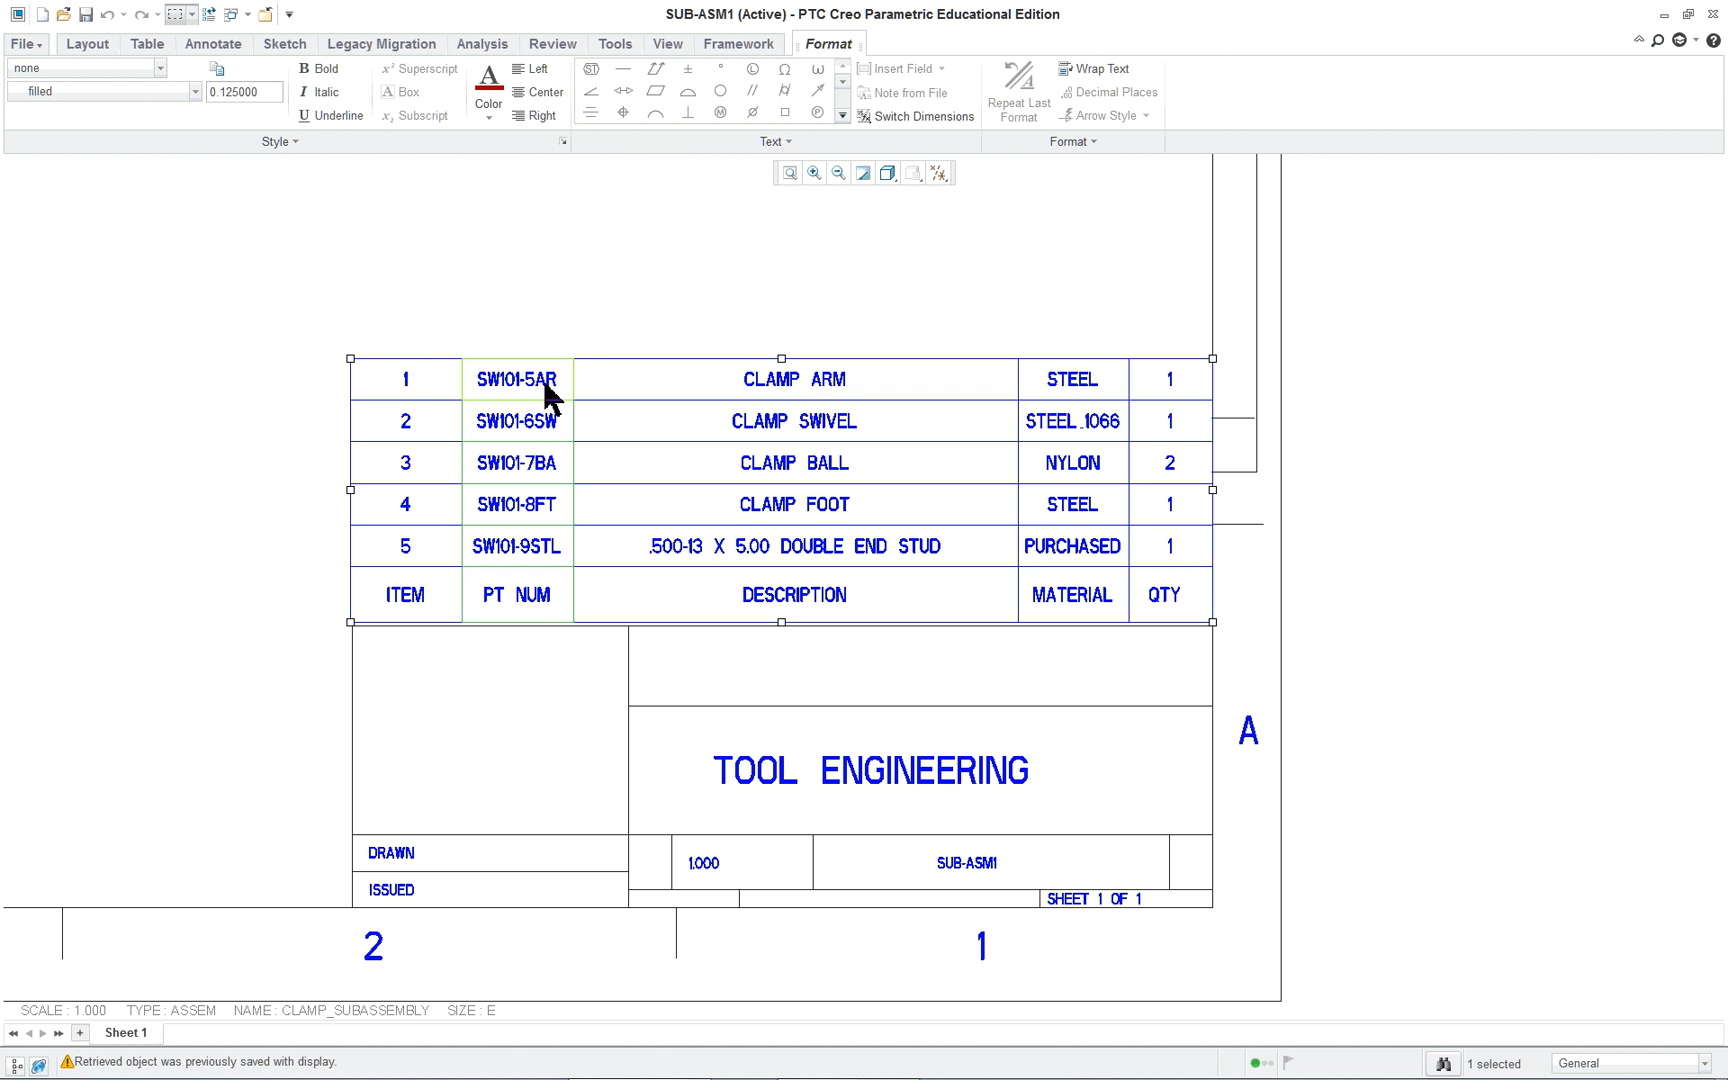 SUB-ASM1 (Active) - PTC Creo Parametric Educational Edition
File Layout Table Annotate Sketch Legacy Migration Analysis Review Tools View Framework Format
none
filled 0.125000
B Bold
I Italic
U Underline
x² Superscript
A Box
x₂ Subscript
A
Color
Left
Center
Right
Insert Field
Note from File
Switch Dimensions
Repeat Last
Format
Wrap Text
Decimal Places
Arrow Style
Style Text Format
1 SW101-5AR CLAMP ARM STEEL 1
2 SW101-6SW CLAMP SWIVEL STEEL_1066 1
3 SW101-7BA CLAMP BALL NYLON 2
4 SW101-8FT CLAMP FOOT STEEL 1
5 SW101-9STL .500-13 X 5.00 DOUBLE END STUD PURCHASED 1
ITEM PT NUM DESCRIPTION MATERIAL QTY
A
TOOL ENGINEERING
DRAWN
ISSUED
1.000 SUB-ASM1
SHEET 1 OF 1
2 1
SCALE : 1.000 TYPE : ASSEM NAME : CLAMP_SUBASSEMBLY SIZE : E
Sheet 1
Retrieved object was previously saved with display.
1 selected General